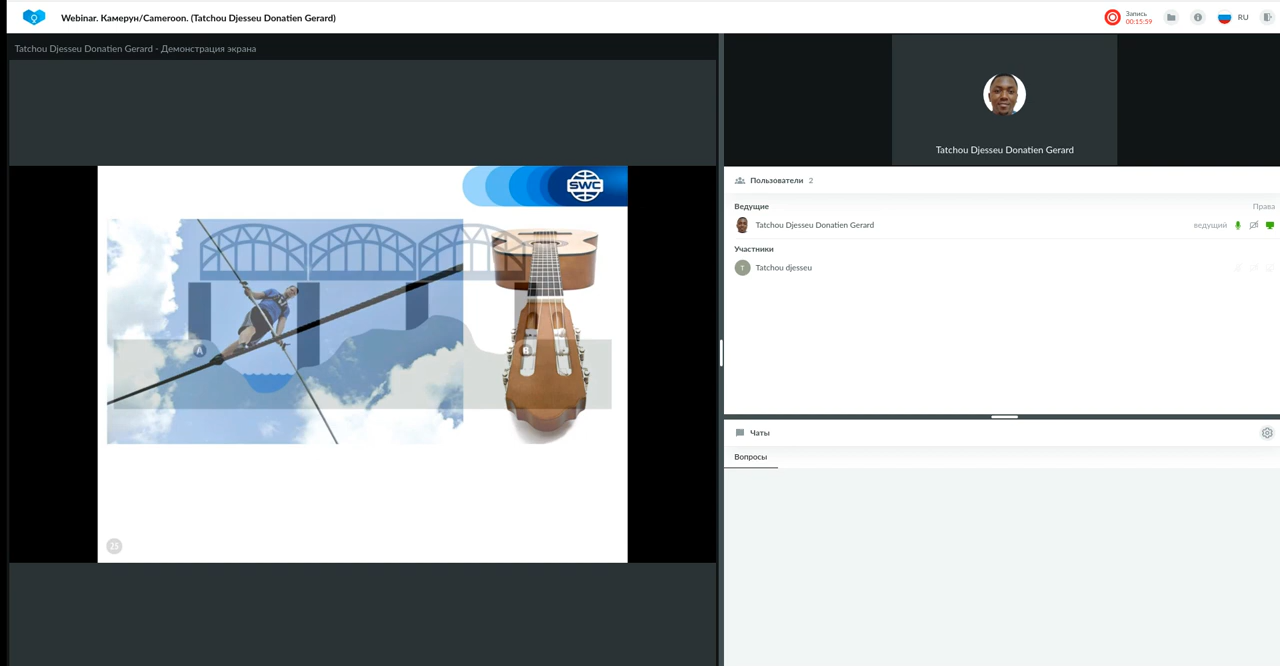 Webinar. Камерун/Cameroon. (Tatchou Djesseu Donatien Gerard)
Запись
00:15:59
RU
Tatchou Djesseu Donatien Gerard - Демонстрация экрана
SWC
A
B
25
Tatchou Djesseu Donatien Gerard
Пользователи 2
Ведущие
Права
Tatchou Djesseu Donatien Gerard
ведущий
Участники
T
Tatchou djesseu
Чаты
Вопросы